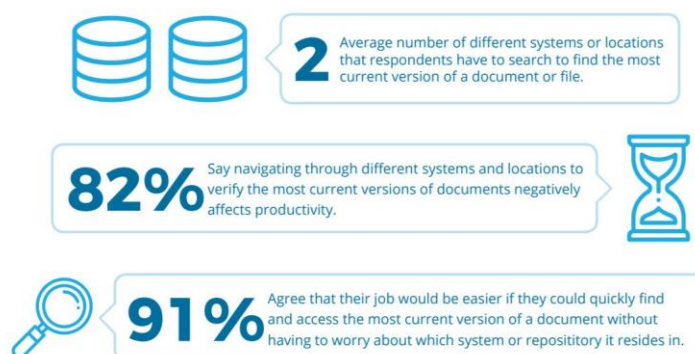 2
Average number of different systems or locations
that respondents have to search to find the most
current version of a document or file.
82%
Say navigating through different systems and locations to
verify the most current versions of documents negatively
affects productivity.
91%
Agree that their job would be easier if they could quickly find
and access the most current version of a document without
having to worry about which system or reposititory it resides in.